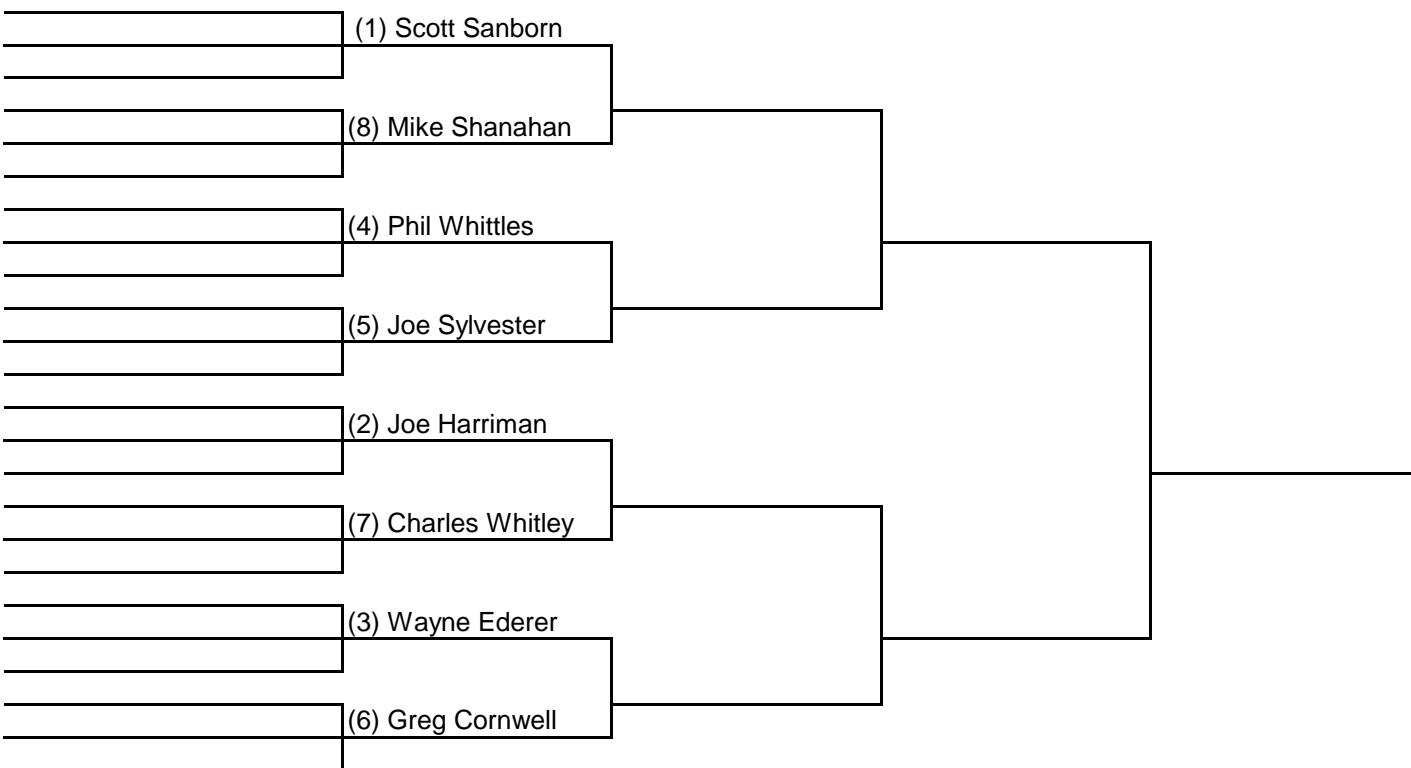 (1) Scott Sanborn
(8) Mike Shanahan
(4) Phil Whittles
(5) Joe Sylvester
(2) Joe Harriman
(7) Charles Whitley
(3) Wayne Ederer
(6) Greg Cornwell